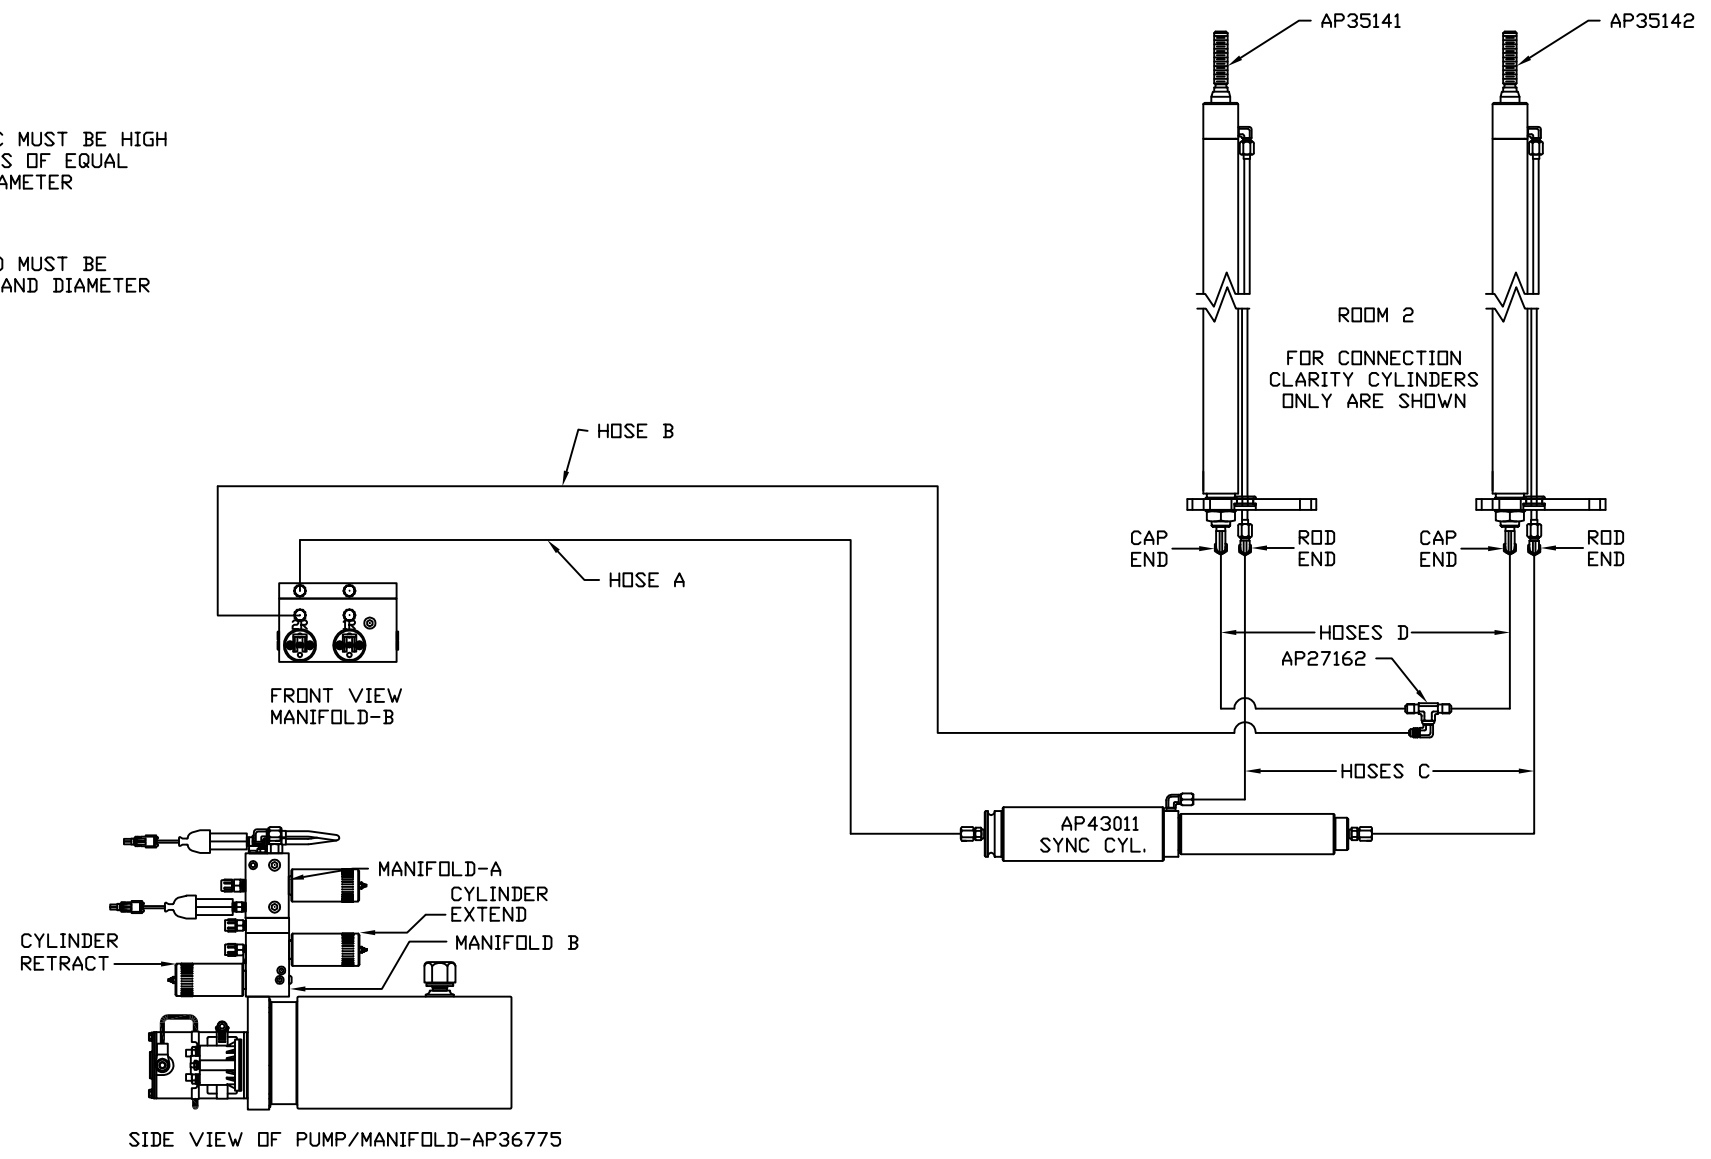 AP35141
AP35142
C MUST BE HIGH
S OF EQUAL
AMETER
MUST BE
AND DIAMETER
ROOM 2
FOR CONNECTION
CLARITY CYLINDERS
ONLY ARE SHOWN
HOSE B
HOSE A
CAP
END
ROD
END
CAP
END
ROD
END
HOSES D
AP27162
HOSES C
2R
1R
FRONT VIEW
MANIFOLD-B
AP43011
SYNC CYL.
MANIFOLD-A
CYLINDER
EXTEND
MANIFOLD B
CYLINDER
RETRACT
SIDE VIEW OF PUMP/MANIFOLD-AP36775